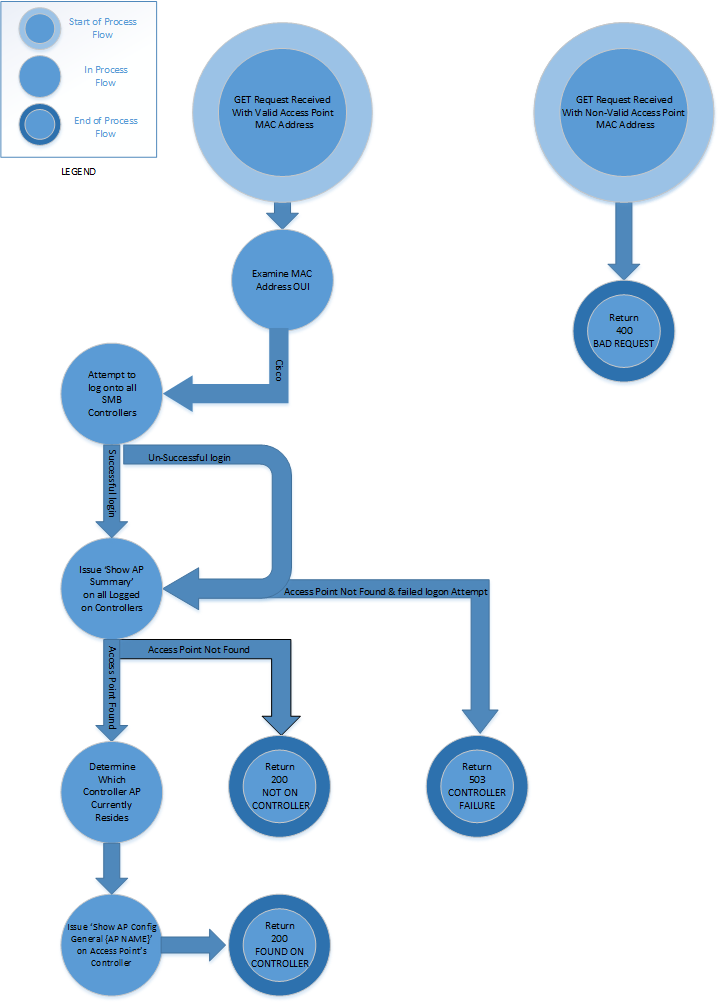 Start of Process
Flow
In Process
Flow
End of Process
Flow
LEGEND
GET Request Received
With Valid Access Point
MAC Address
GET Request Received
With Non-Valid Access Point
MAC Address
Examine MAC
Address OUI
Return
400
BAD REQUEST
Cisco
Attempt to
log onto all
SMB
Controllers
Successful login
Un-Successful login
Issue ‘Show AP
Summary’
on all Logged
on Controllers
Access Point Not Found & failed logon Attempt
Access Point Found
Access Point Not Found
Determine
Which
Controller AP
Currently
Resides
Return
200
NOT ON
CONTROLLER
Return
503
CONTROLLER
FAILURE
Issue ‘Show AP Config
General {AP NAME}’
on Access Point’s
Controller
Return
200
FOUND ON
CONTROLLER